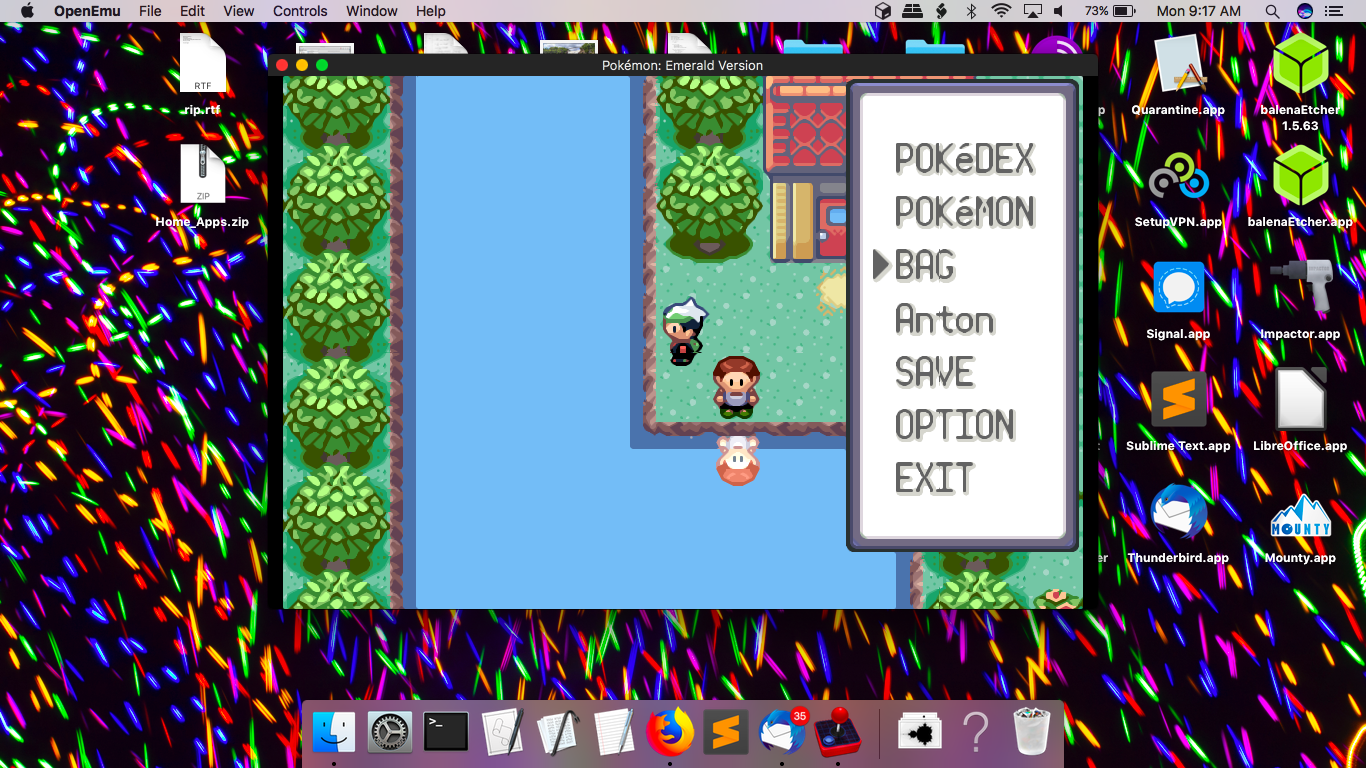 OpenEmu File Edit View Controls Window Help 73% Mon 9:17 AM
Pokémon: Emerald Version
RTF
rip.rtf
ZIP
Home_Apps.zip
POKéDEX
POKéMON
BAG
Anton
SAVE
OPTION
EXIT
Quarantine.app
balenaEtcher
1.5.63
SetupVPN.app
balenaEtcher.app
Signal.app
Impactor.app
Sublime Text.app
LibreOffice.app
MOUNTY
Thunderbird.app
Mounty.app
>_
35
?